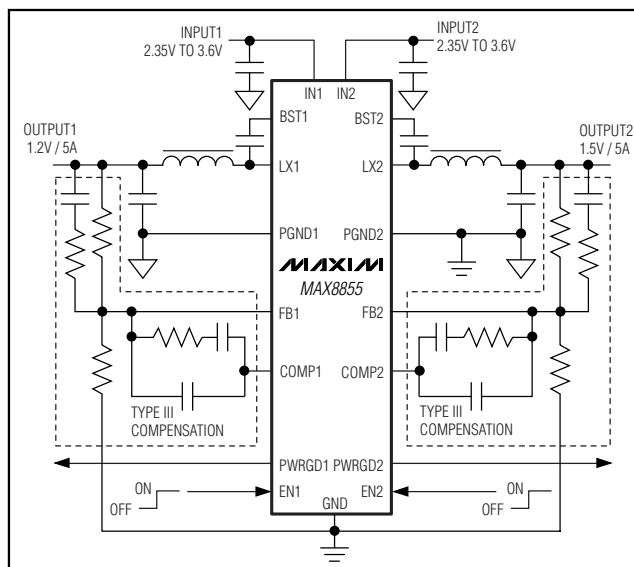 INPUT1
2.35V TO 3.6V
INPUT2
2.35V TO 3.6V
IN1 IN2
BST1 BST2
OUTPUT1
1.2V / 5A
OUTPUT2
1.5V / 5A
LX1 LX2
PGND1 PGND2
MAXIM
MAX8855
FB1 FB2
COMP1 COMP2
TYPE III
COMPENSATION
TYPE III
COMPENSATION
PWRGD1 PWRGD2
ON
OFF
EN1 EN2
ON
OFF
GND